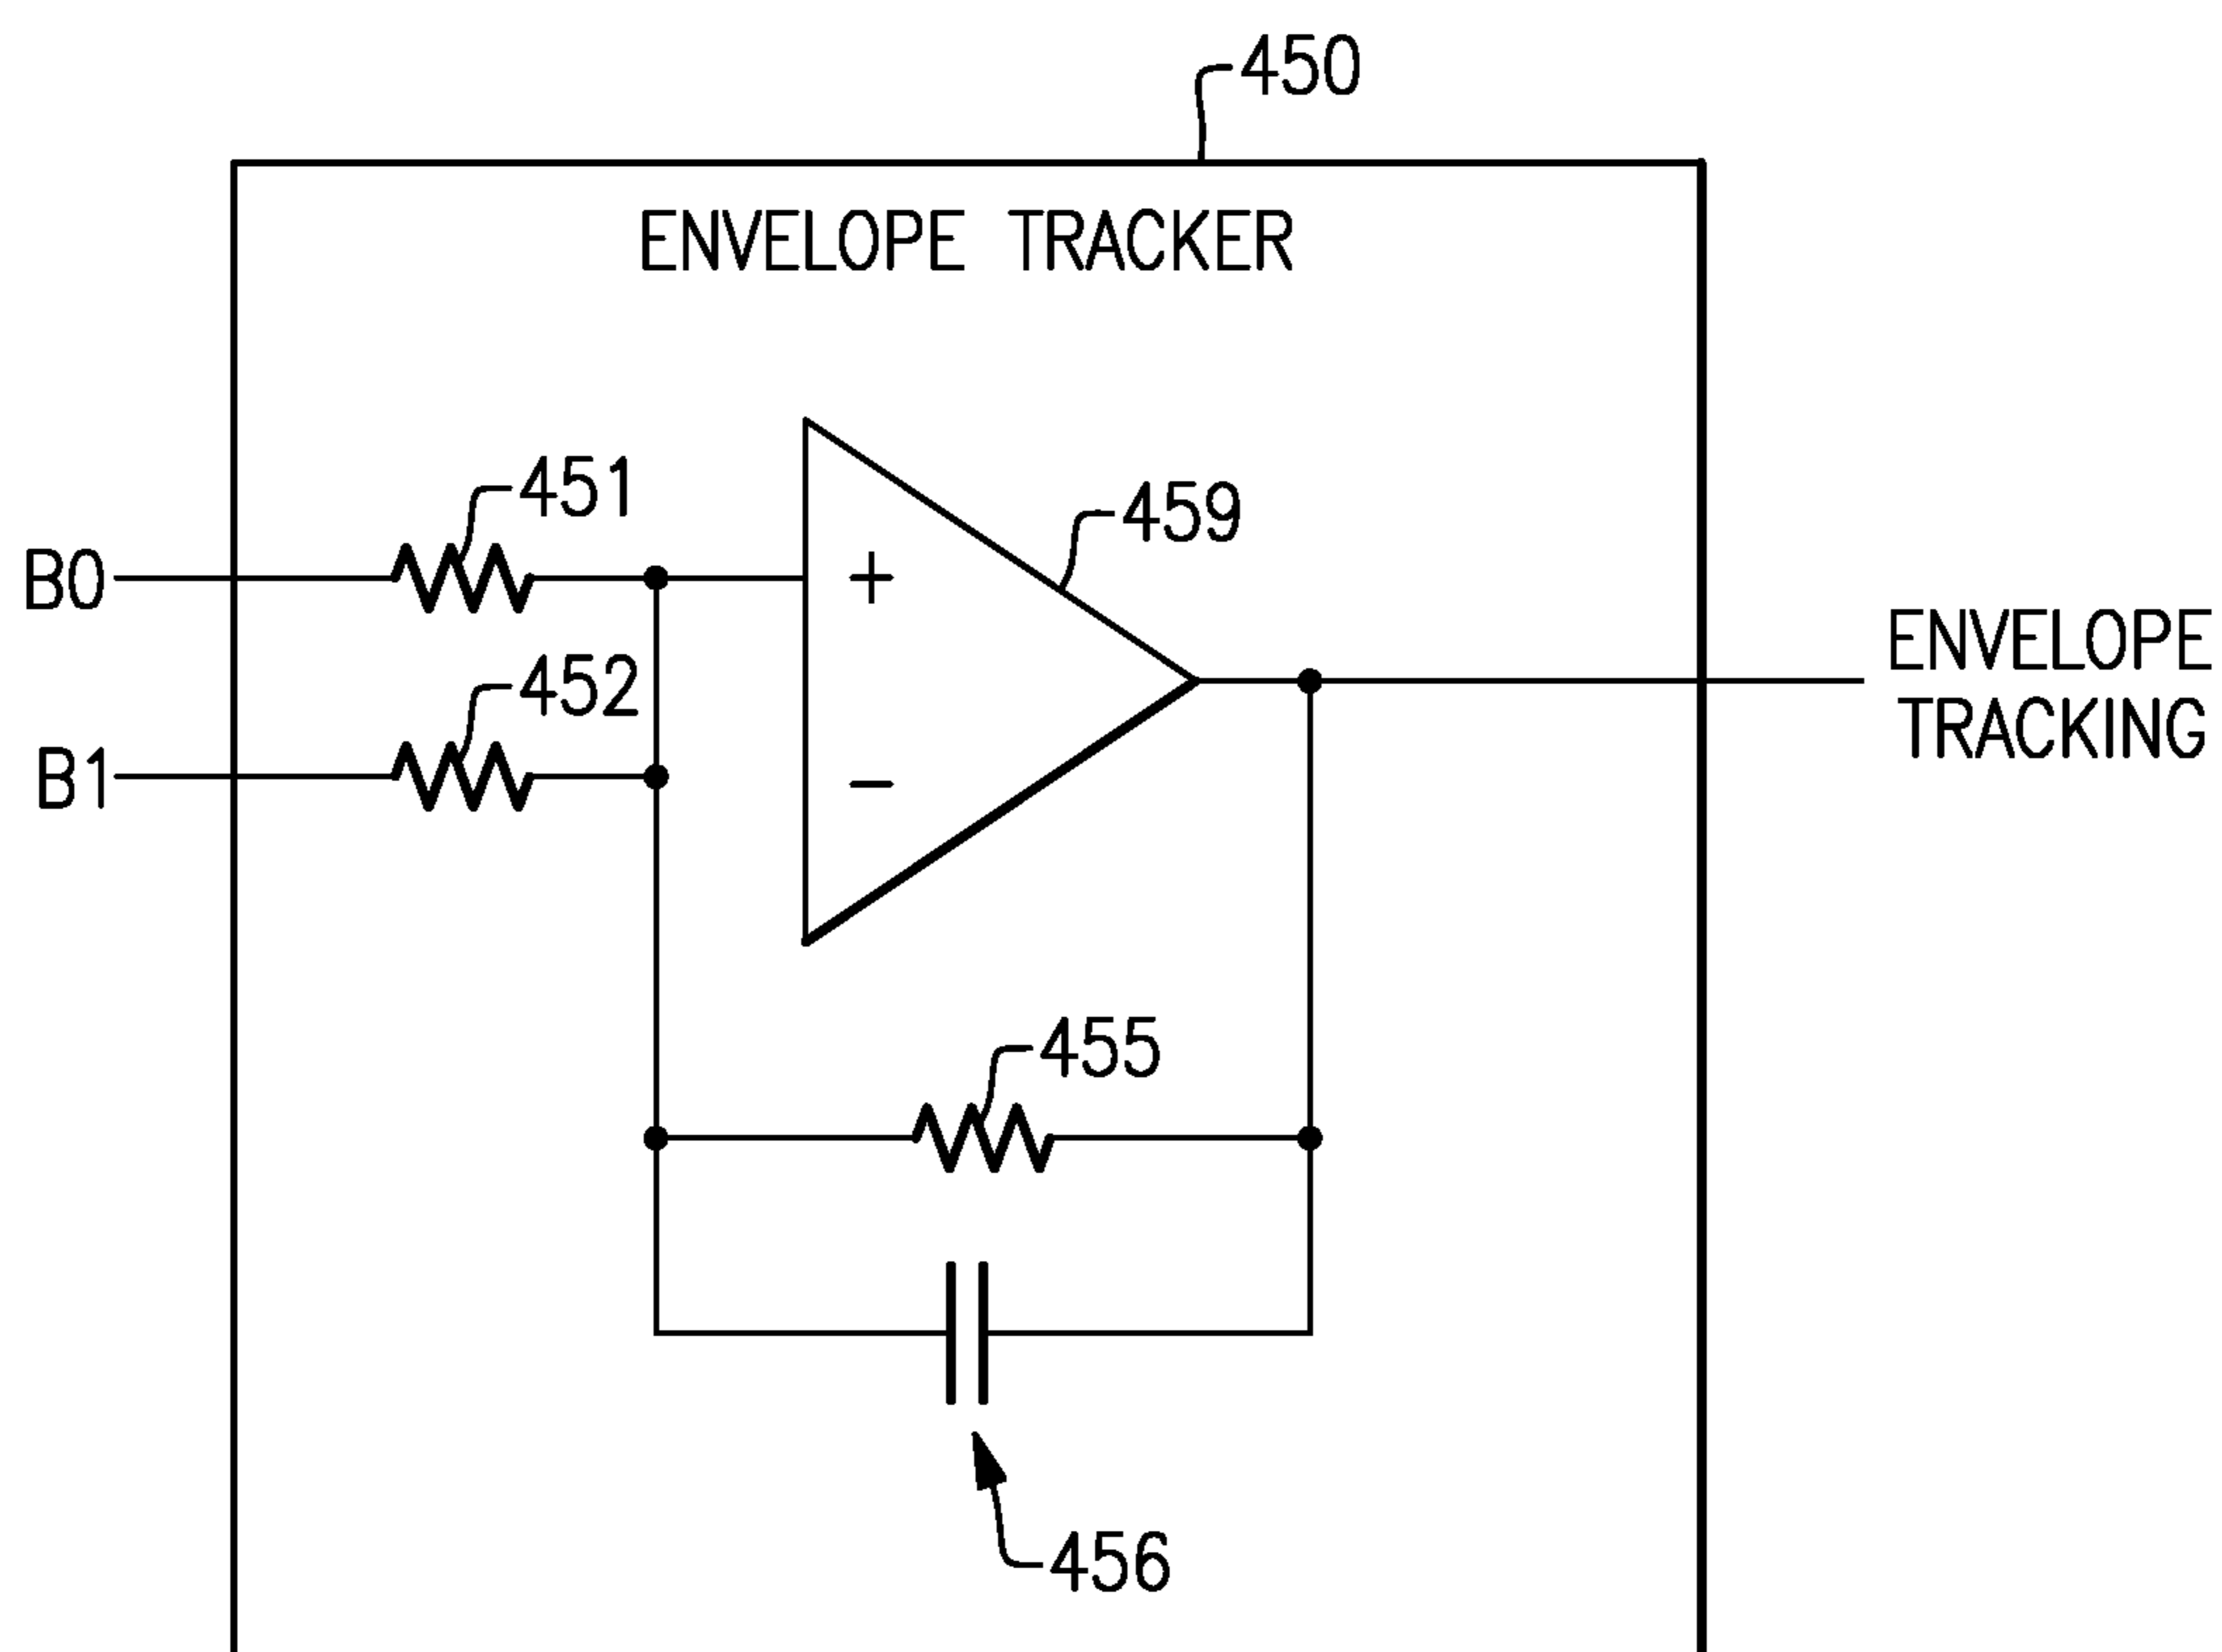 450
ENVELOPE TRACKER
451
459
B0
+
452
ENVELOPE
TRACKING
B1
−
455
456